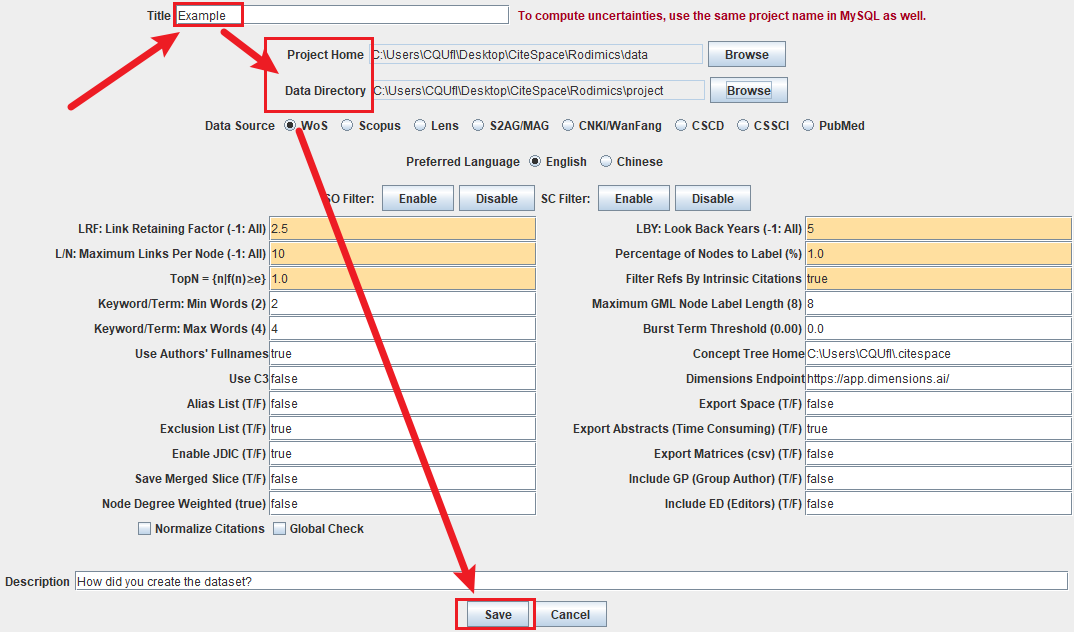 Title Example To compute uncertainties, use the same project name in MySQL as well.
Project Home C:\Users\CQUfl\Desktop\CiteSpace\Rodimics\data Browse
Data Directory C:\Users\CQUfl\Desktop\CiteSpace\Rodimics\project Browse
Data Source WoS Scopus Lens S2AG/MAG CNKI/WanFang CSCD CSSCI PubMed
Preferred Language English Chinese
SO Filter: Enable Disable SC Filter: Enable Disable
LRF: Link Retaining Factor (-1: All) 2.5 LBY: Look Back Years (-1: All) 5
L/N: Maximum Links Per Node (-1: All) 10 Percentage of Nodes to Label (%) 1.0
TopN = {n|f(n)≥e} 1.0 Filter Refs By Intrinsic Citations true
Keyword/Term: Min Words (2) 2 Maximum GML Node Label Length (8) 8
Keyword/Term: Max Words (4) 4 Burst Term Threshold (0.00) 0.0
Use Authors' Fullnames true Concept Tree Home C:\Users\CQUfl\.citespace
Use C3 false Dimensions Endpoint https://app.dimensions.ai/
Alias List (T/F) false Export Space (T/F) false
Exclusion List (T/F) true Export Abstracts (Time Consuming) (T/F) true
Enable JDIC (T/F) true Export Matrices (csv) (T/F) false
Save Merged Slice (T/F) false Include GP (Group Author) (T/F) false
Node Degree Weighted (true) false Include ED (Editors) (T/F) false
Normalize Citations Global Check
Description How did you create the dataset?
Save Cancel